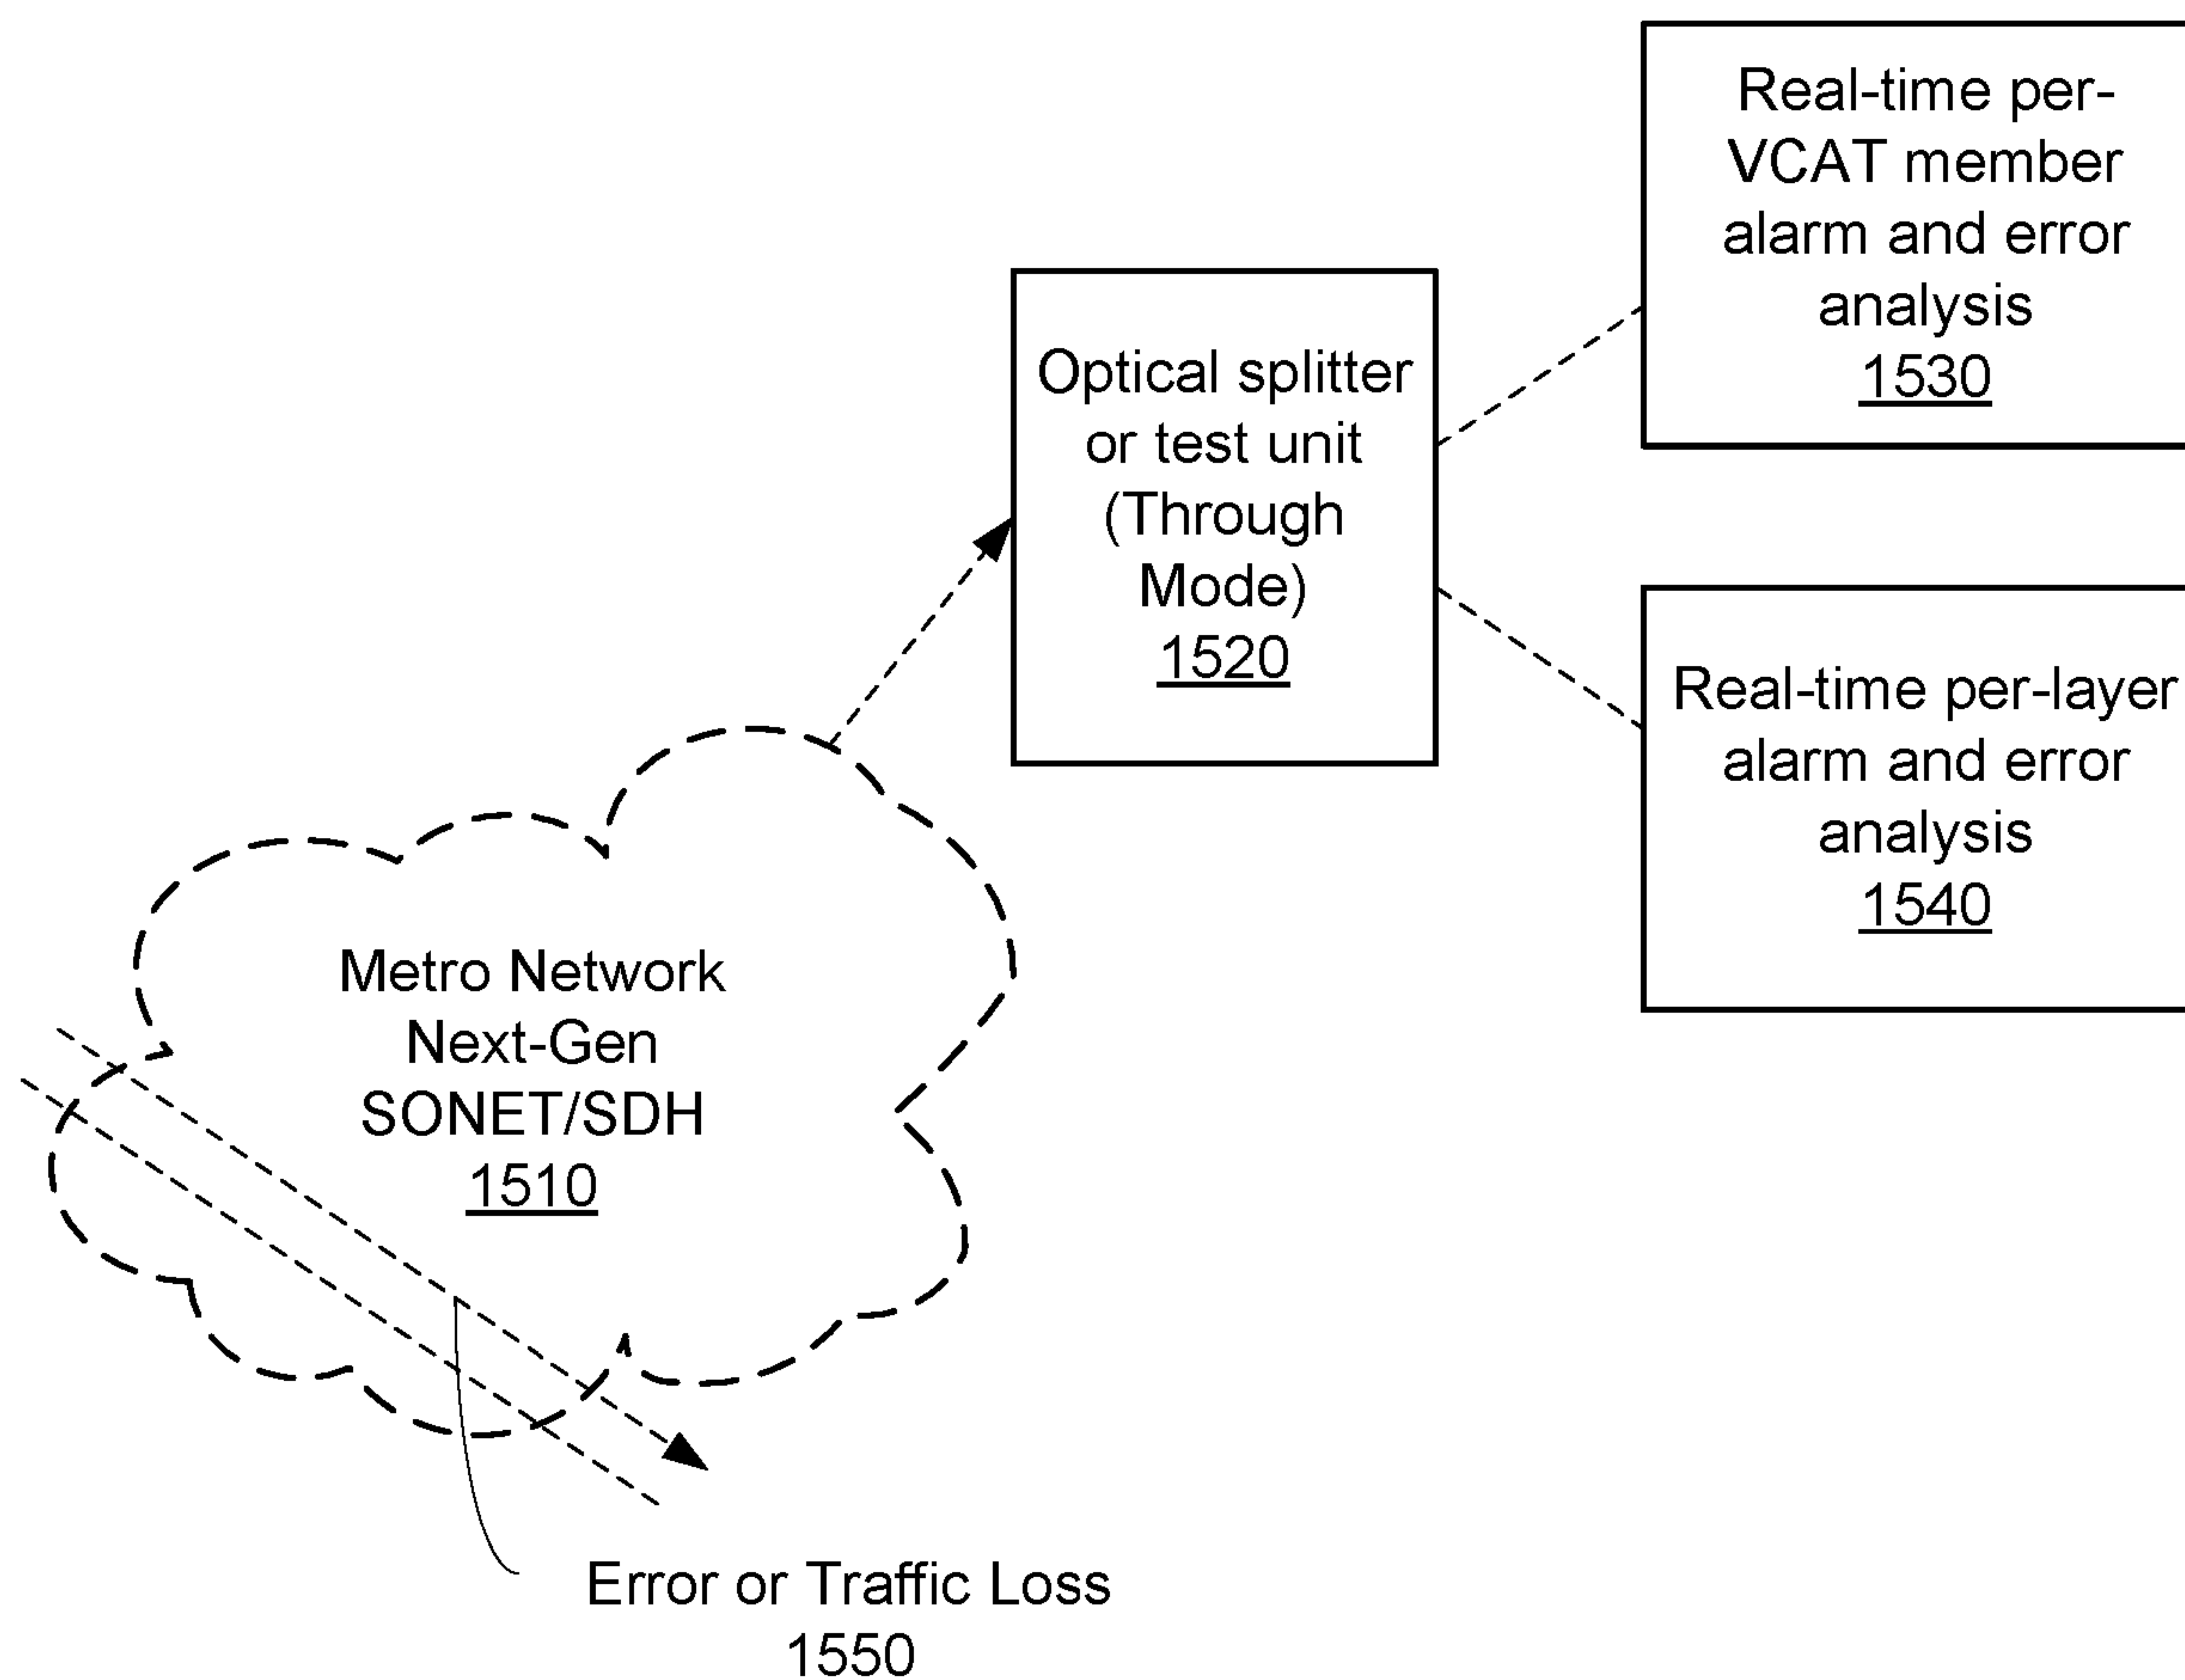 Real-time per-
VCAT member
alarm and error
analysis
1530
Optical splitter
or test unit
(Through
Mode)
1520
Real-time per-layer
alarm and error
analysis
1540
Metro Network
Next-Gen
SONET/SDH
1510
Error or Traffic Loss
1550